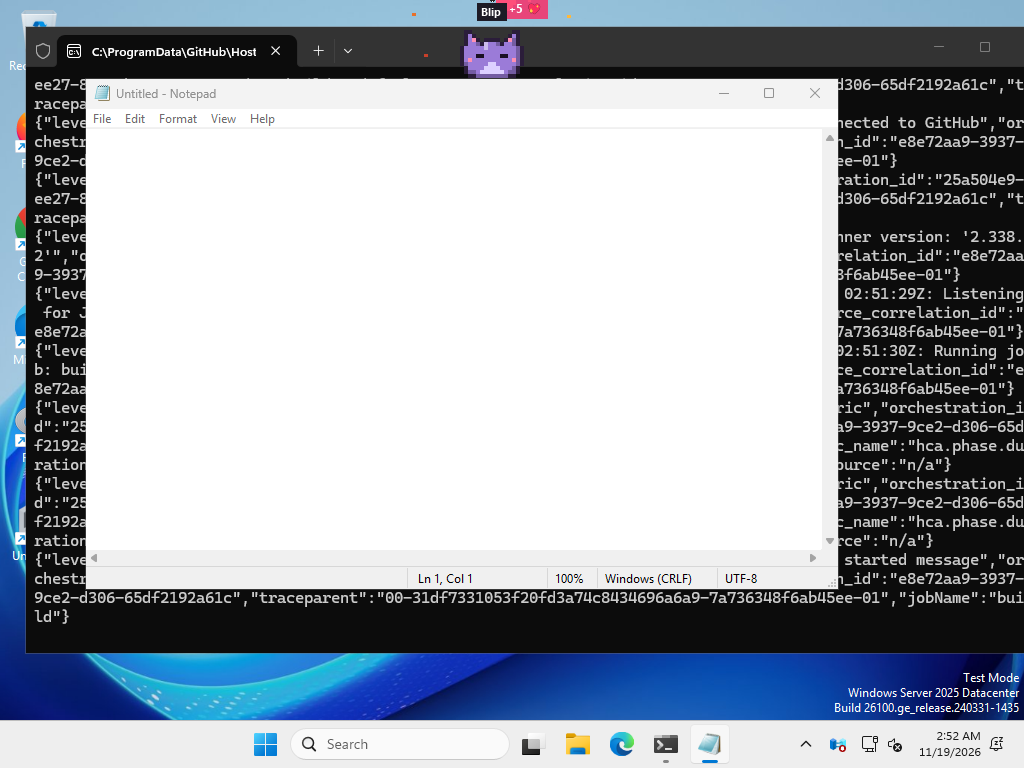 Blip +5
C:\ProgramData\GitHub\Host
Untitled - Notepad
File Edit Format View Help
ee27-8
d306-65df2192a61c","t
racepa
{"leve
nected to GitHub","or
chestr
n_id":"e8e72aa9-3937-
9ce2-d
ee-01"}
{"leve
ration_id":"25a504e9-
ee27-8
d306-65df2192a61c","t
racepa
{"leve
nner version: '2.338.
2'","o
relation_id":"e8e72aa
9-3937
8f6ab45ee-01"}
{"leve
02:51:29Z: Listening
for J
rce_correlation_id":"
e8e72a
7a736348f6ab45ee-01"}
{"leve
02:51:30Z: Running jo
b: bui
ce_correlation_id":"e
8e72aa
a736348f6ab45ee-01"}
{"leve
ric","orchestration_i
d":"25
a9-3937-9ce2-d306-65d
f2192a
c_name":"hca.phase.du
ration
ource":"n/a"}
{"leve
ric","orchestration_i
d":"25
a9-3937-9ce2-d306-65d
f2192a
c_name":"hca.phase.du
ration
rce":"n/a"}
{"leve
started message","or
chestr
n_id":"e8e72aa9-3937-
9ce2-d306-65df2192a61c","traceparent":"00-31df7331053f20fd3a74c8434696a6a9-7a736348f6ab45ee-01","jobName":"bui
ld"}
Ln 1, Col 1 100% Windows (CRLF) UTF-8
Test Mode
Windows Server 2025 Datacenter
Build 26100.ge_release.240331-1435
Search
2:52 AM
11/19/2026